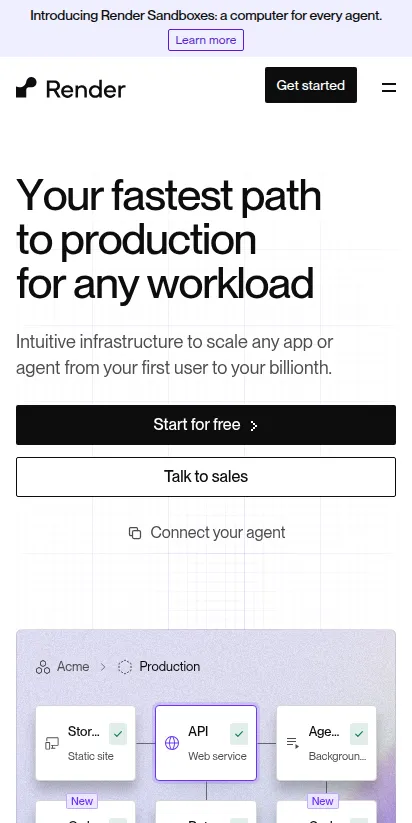 Introducing Render Sandboxes: a computer for every agent.
Learn more
Render
Get started
Your fastest path
to production
for any workload
Intuitive infrastructure to scale any app or
agent from your first user to your billionth.
Start for free
Talk to sales
Connect your agent
Acme
Production
Stor...
Static site
API
Web service
Age...
Backgroun...
New
New